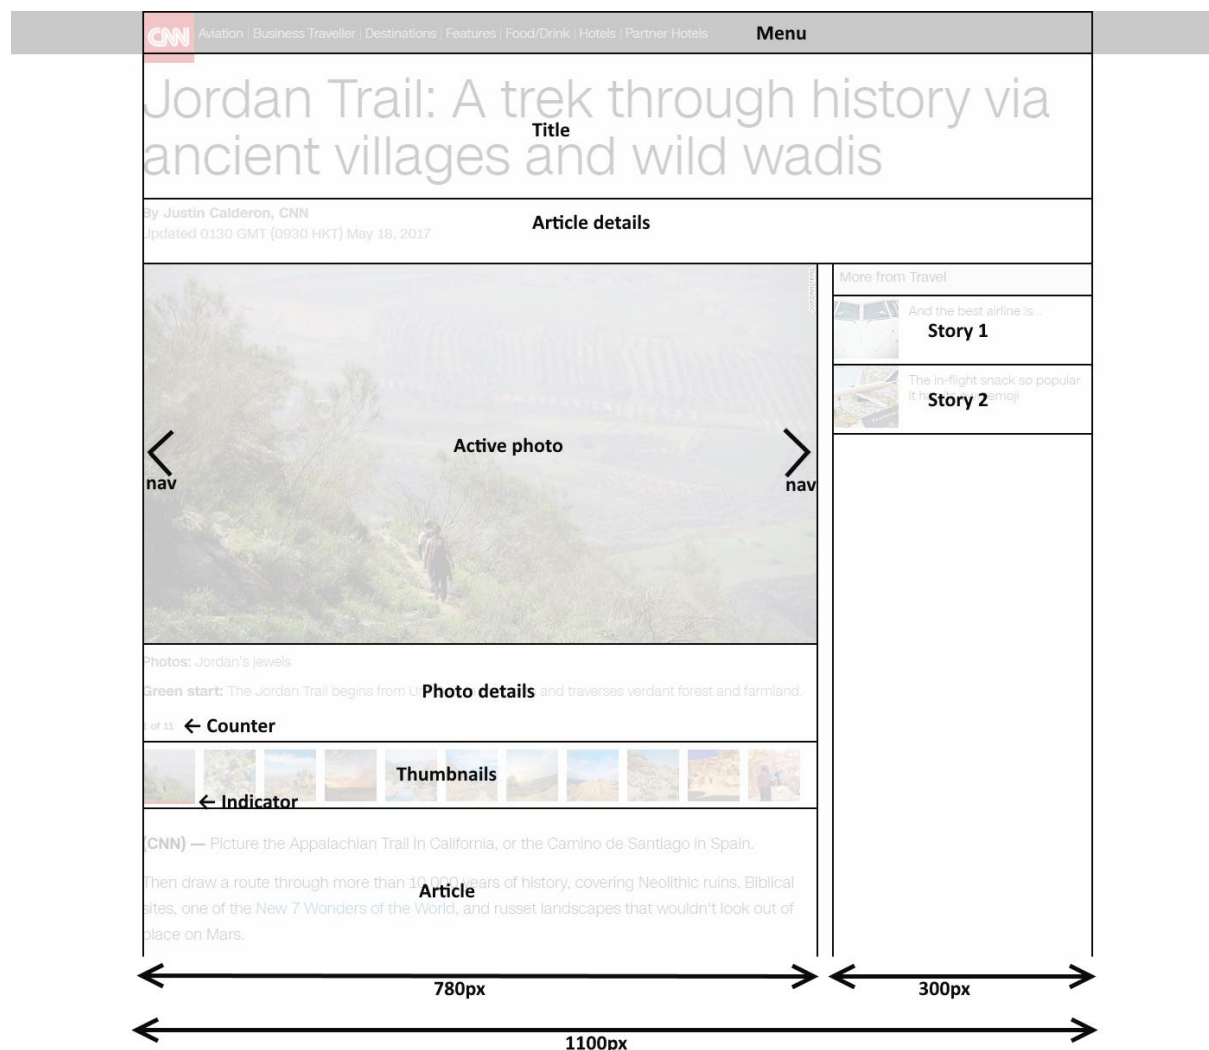 CNN Aviation | Business Traveller | Destinations | Features | Food/Drink | Hotels | Partner Hotels Menu
Jordan Trail: A trek through history via
Title
ancient villages and wild wadis
By Justin Calderon, CNN
Article details
Updated 0130 GMT (0930 HKT) May 18, 2017
More from Travel
And the best airline is...
Story 1
The in-flight snack so popular
it emoji
Story 2
Active photo
nav
nav
Photos: Jordan's jewels
Green start: The Jordan Trail begins from and traverses verdant forest and farmland.
Photo details
1 of 11 ← Counter
Thumbnails
← Indicator
(CNN) — Picture the Appalachian Trail in California, or the Camino de Santiago in Spain.
Then draw a route through more than 10,000 years of history, covering Neolithic ruins, Biblical
Article
sites, one of the New 7 Wonders of the World, and russet landscapes that wouldn't look out of
place on Mars.
780px
300px
1100px